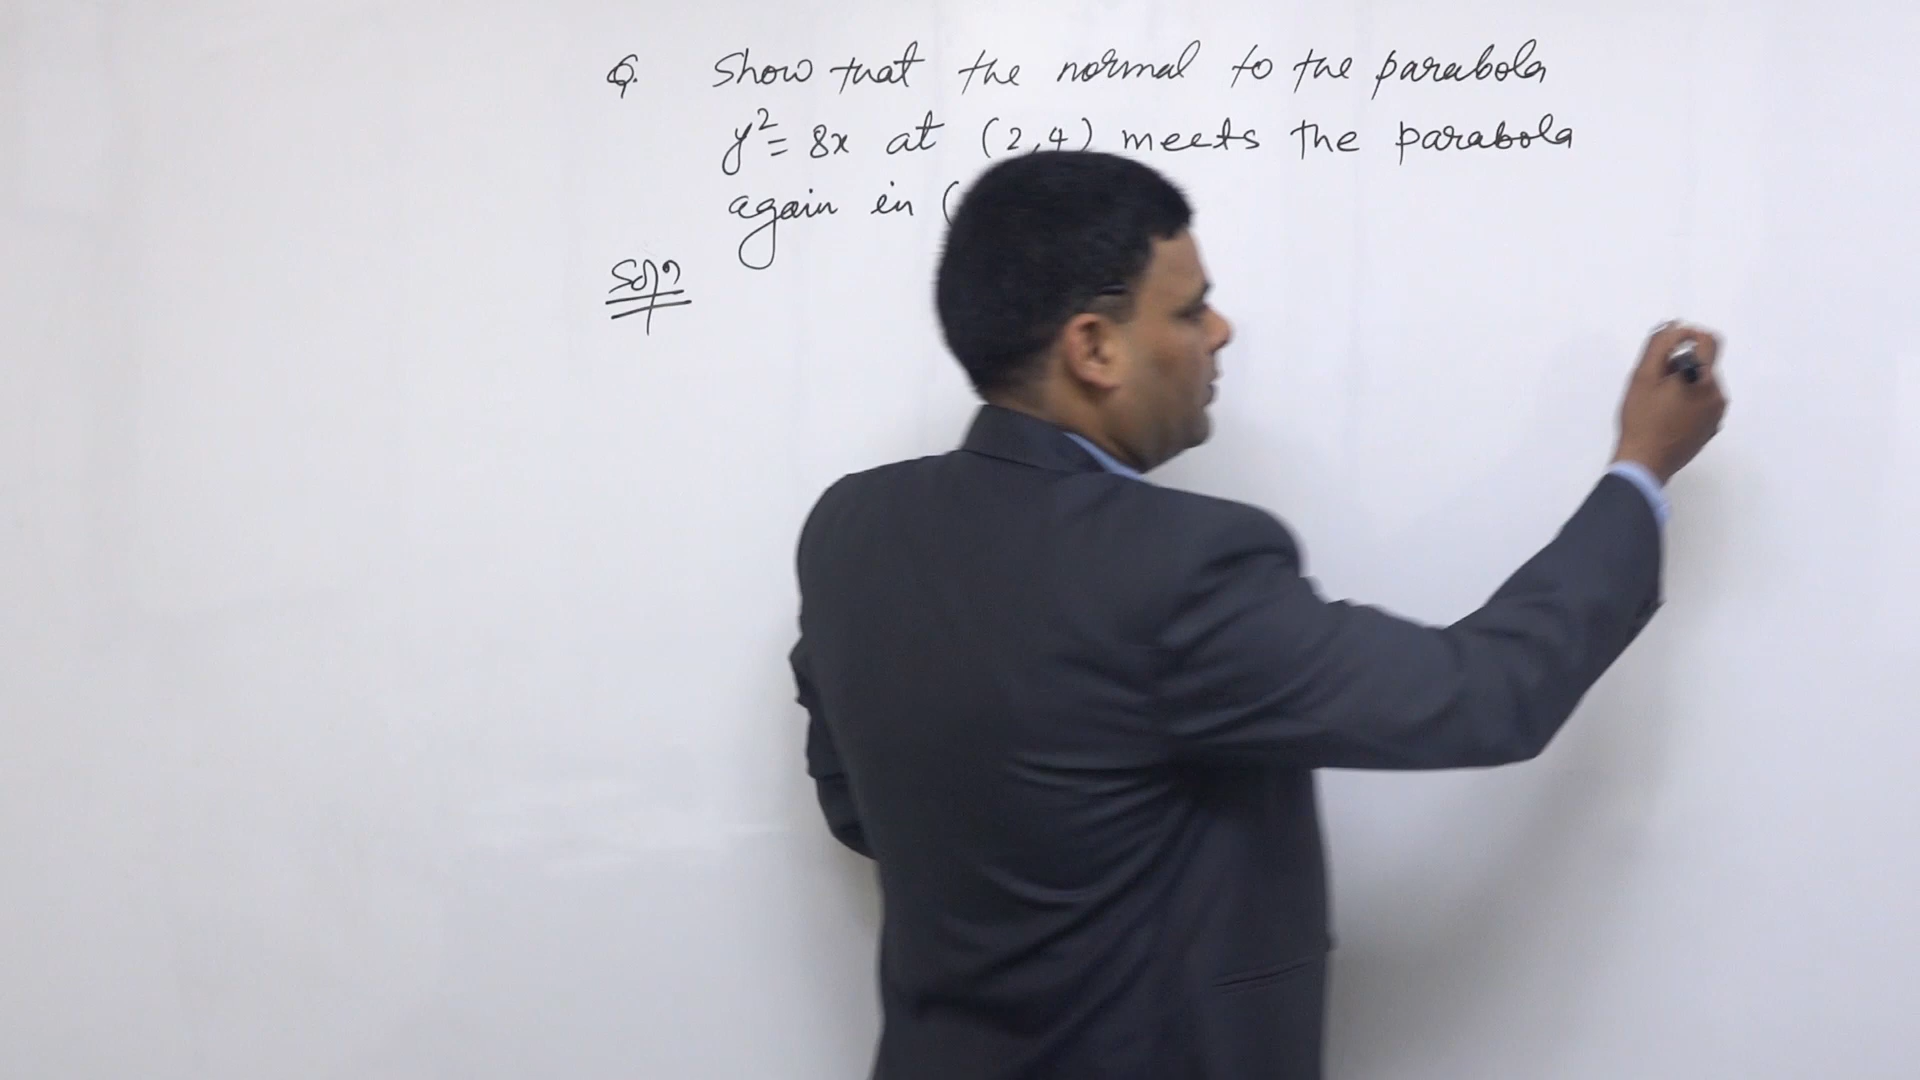 Q. Show that the normal to the parabola
y² = 8x at (2,4) meets the parabola
again in (
Soln